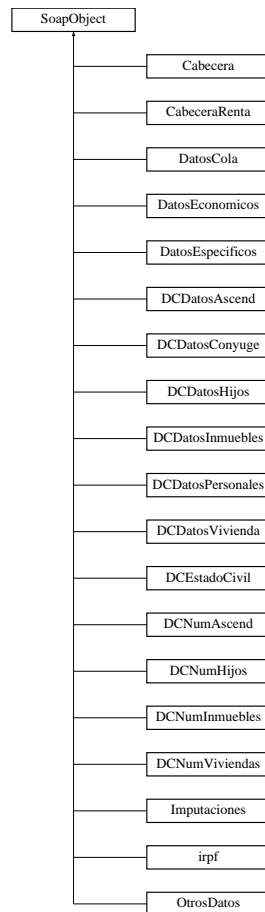 SoapObject
Cabecera
CabeceraRenta
DatosCola
DatosEconomicos
DatosEspecificos
DCDatosAscend
DCDatosConyuge
DCDatosHijos
DCDatosInmuebles
DCDatosPersonales
DCDatosVivienda
DCEstadoCivil
DCNumAscend
DCNumHijos
DCNumInmuebles
DCNumViviendas
Imputaciones
irpf
OtrosDatos